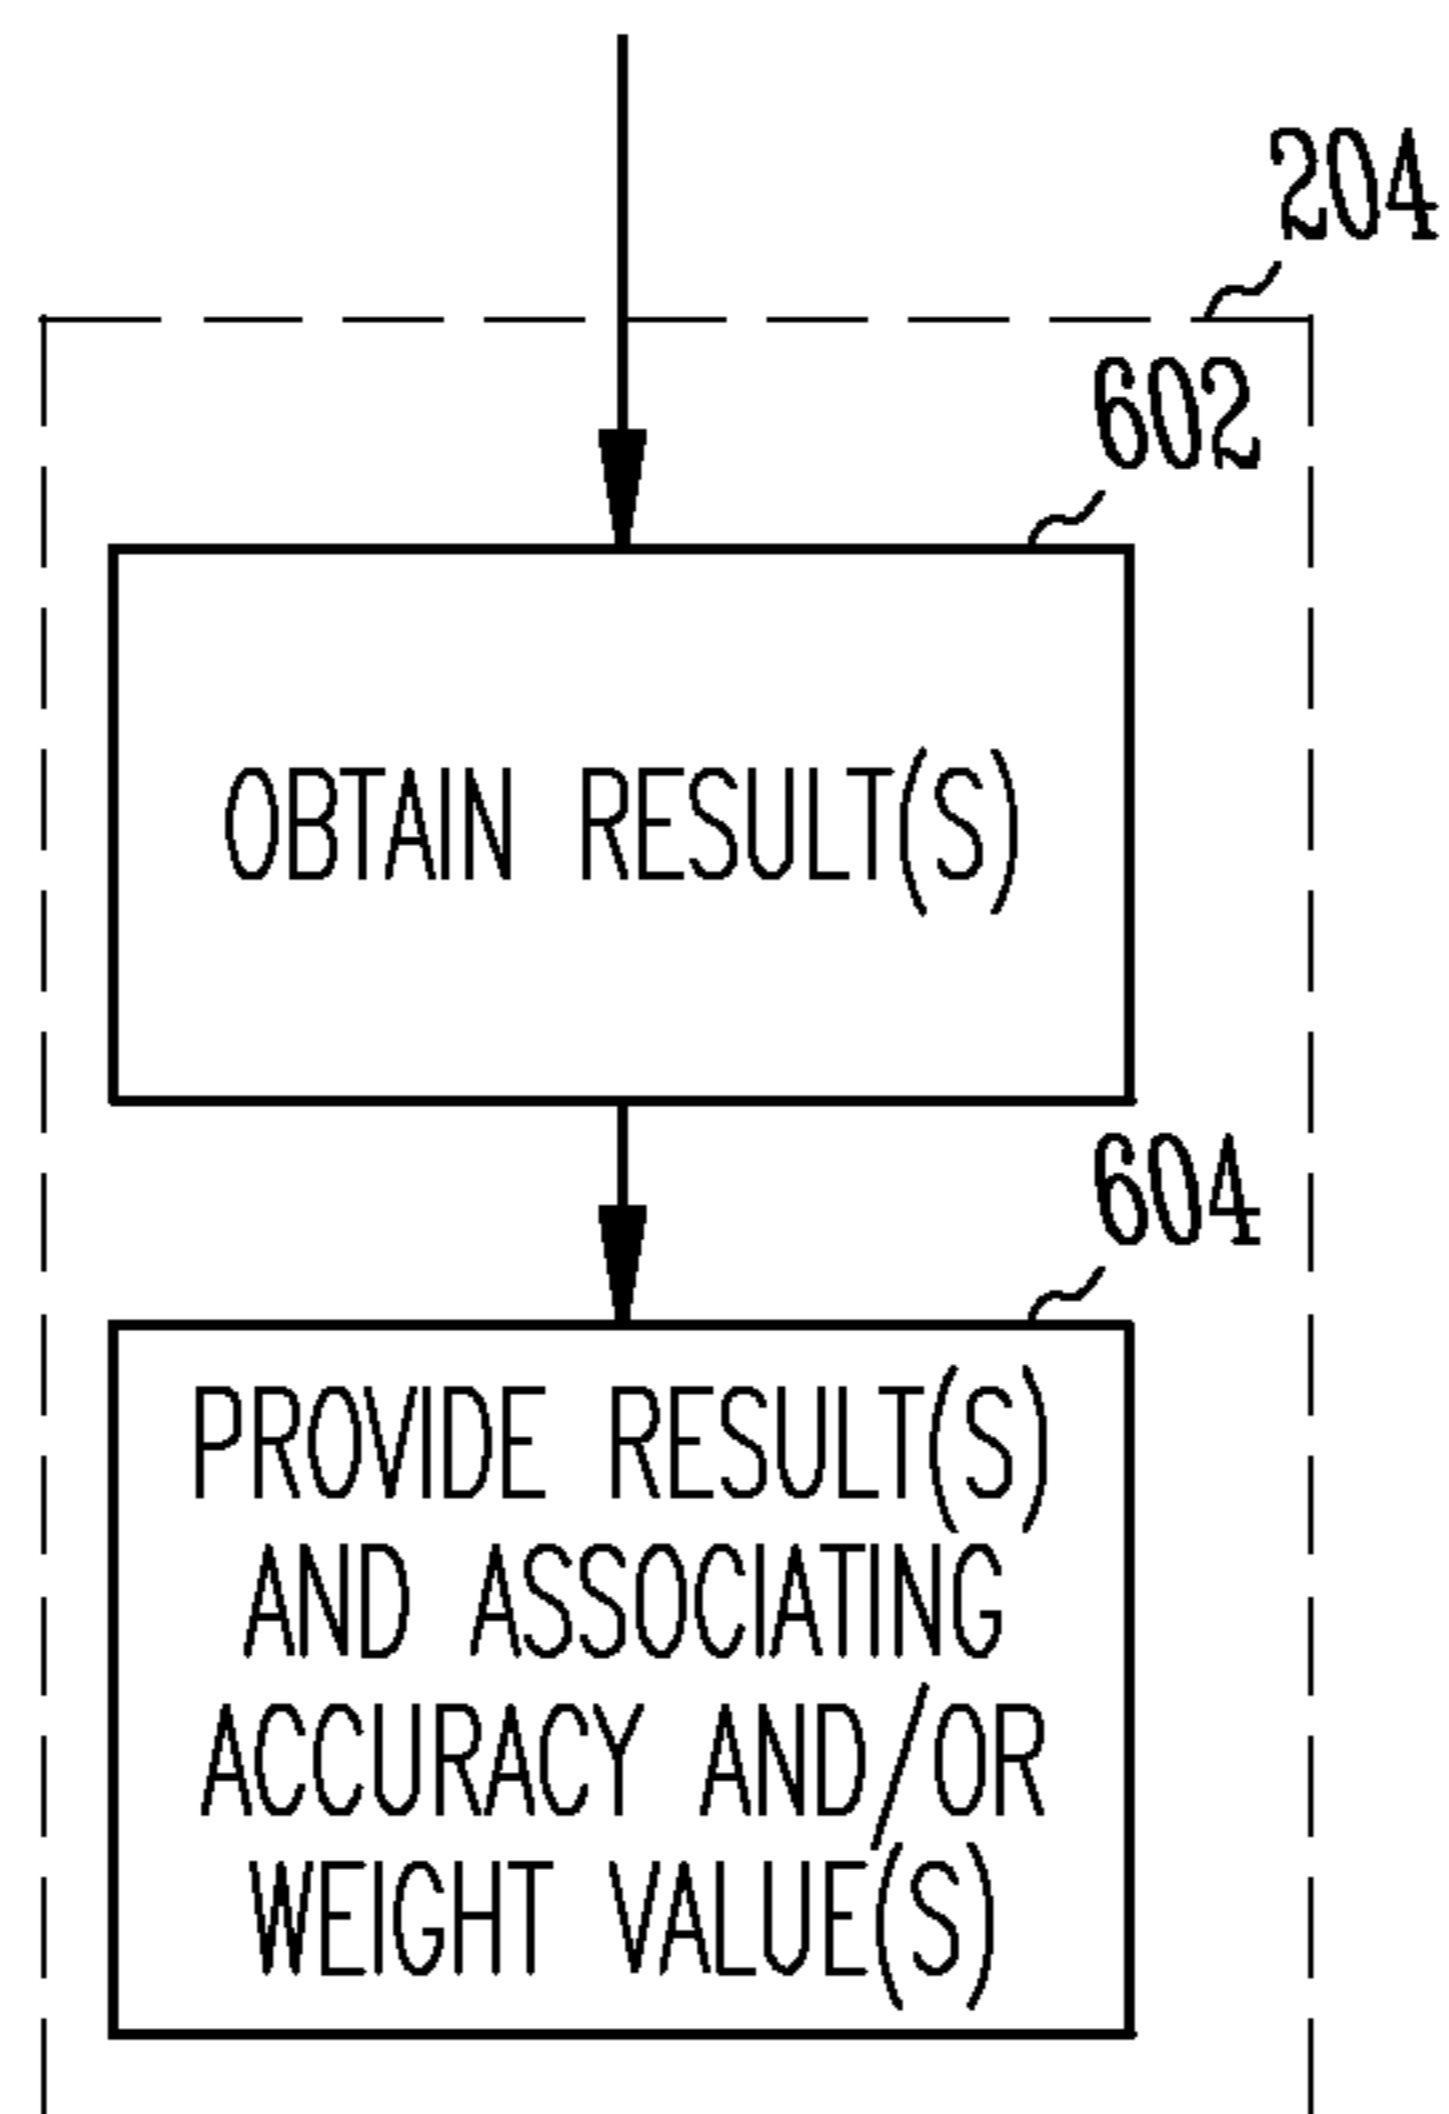 204
602
OBTAIN RESULT(S)
604
PROVIDE RESULT(S)
AND ASSOCIATING
ACCURACY AND/OR
WEIGHT VALUE(S)